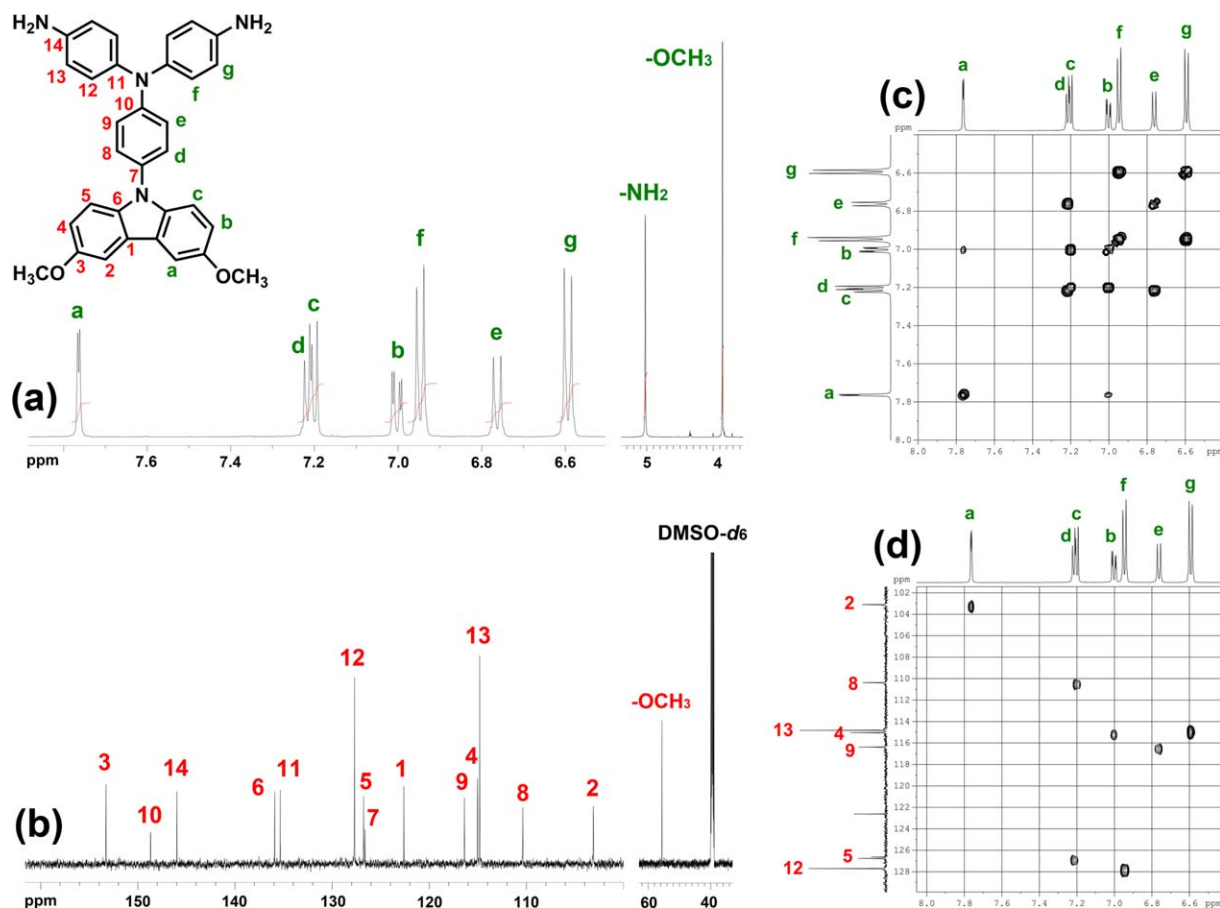 H₂N
NH₂
14
13
12
11
g
f
N
10
9
e
8
d
7
N
6
5
c
4
b
1
3
2
a
H₃CO
OCH₃
(a)
a
d
c
b
f
e
g
-NH₂
-OCH₃
ppm 7.6 7.4 7.2 7.0 6.8 6.6 5 4
(b)
3
10
14
6
11
12
5
7
1
9
4
13
8
2
-OCH₃
DMSO-d6
ppm 150 140 130 120 110 60 40
(c)
a
d
c
b
f
e
g
ppm
g
e
f
b
d
c
a
6.6
6.8
7.0
7.2
7.4
7.6
7.8
8.0
8.0 7.8 7.6 7.4 7.2 7.0 6.8 6.6 ppm
(d)
a
d
c
b
f
e
g
ppm
2
8
13
4
9
5
12
102
104
106
108
110
112
114
116
118
120
122
124
126
128
8.0 7.8 7.6 7.4 7.2 7.0 6.8 6.6 ppm